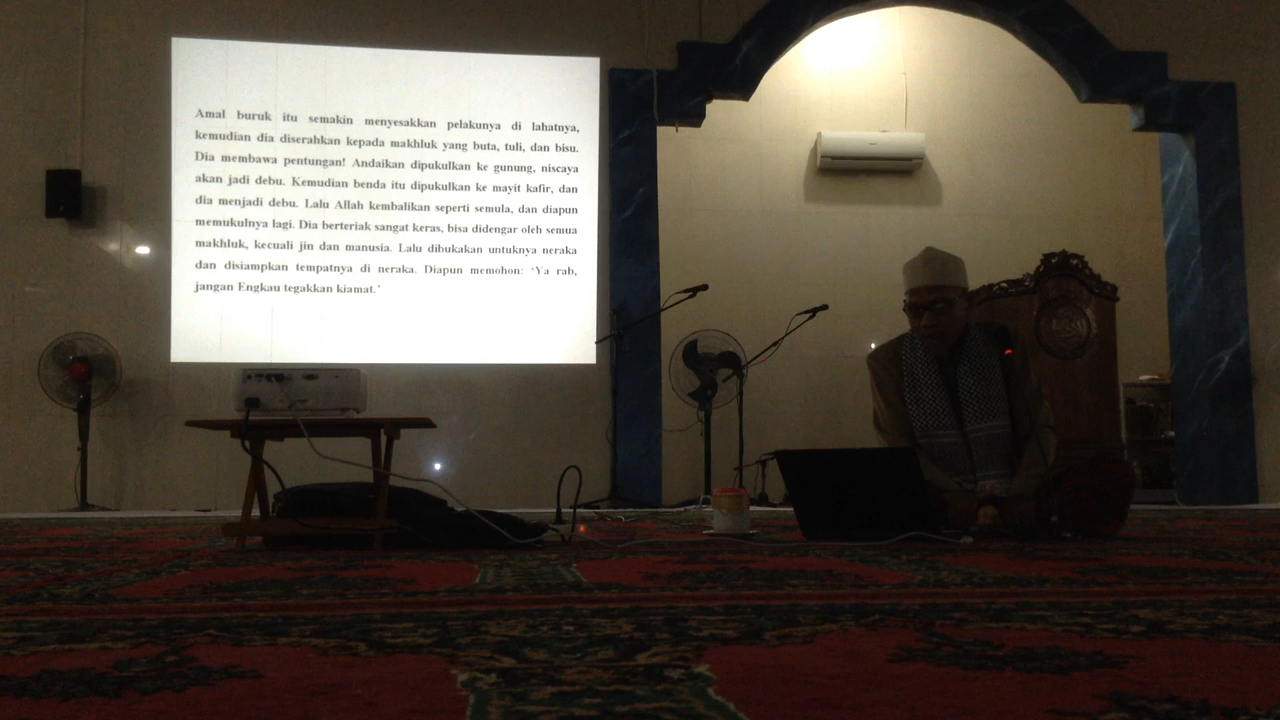 Amal buruk itu semakin menyesakkan pelakunya di lahatnya,
kemudian dia diserahkan kepada makhluk yang buta, tuli, dan bisu.
Dia membawa pentungan! Andaikan dipukulkan ke gunung, niscaya
akan jadi debu. Kemudian benda itu dipukulkan ke mayit kafir, dan
dia menjadi debu. Lalu Allah kembalikan seperti semula, dan diapun
memukulnya lagi. Dia berteriak sangat keras, bisa didengar oleh semua
makhluk, kecuali jin dan manusia. Lalu dibukakan untuknya neraka
dan disiampkan tempatnya di neraka. Diapun memohon: ‘Ya rab,
jangan Engkau tegakkan kiamat.’